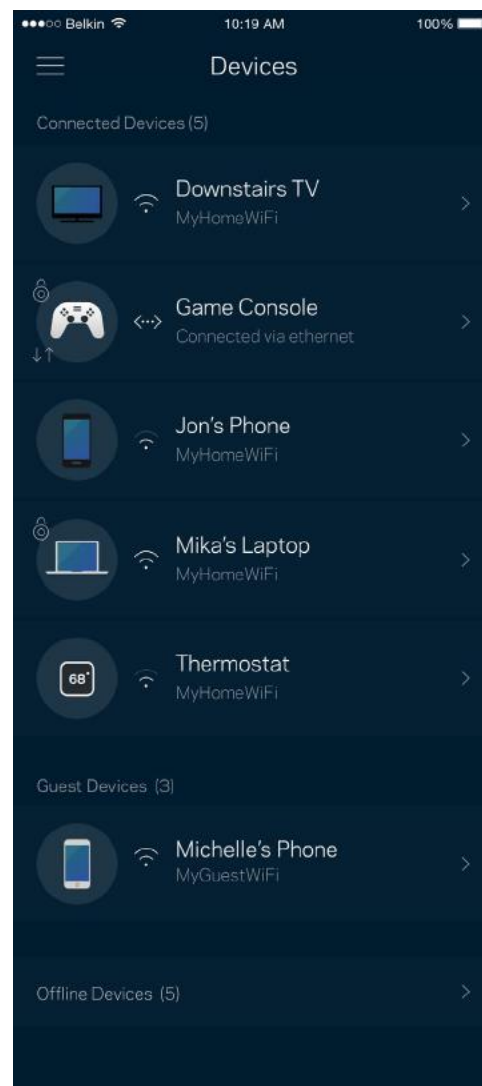 Belkin 10:19 AM 100%
Devices
Connected Devices (5)
Downstairs TV
MyHomeWiFi
Game Console
Connected via ethernet
Jon's Phone
MyHomeWiFi
Mika's Laptop
MyHomeWiFi
68°
Thermostat
MyHomeWiFi
Guest Devices (3)
Michelle's Phone
MyGuestWiFi
Offline Devices (5)